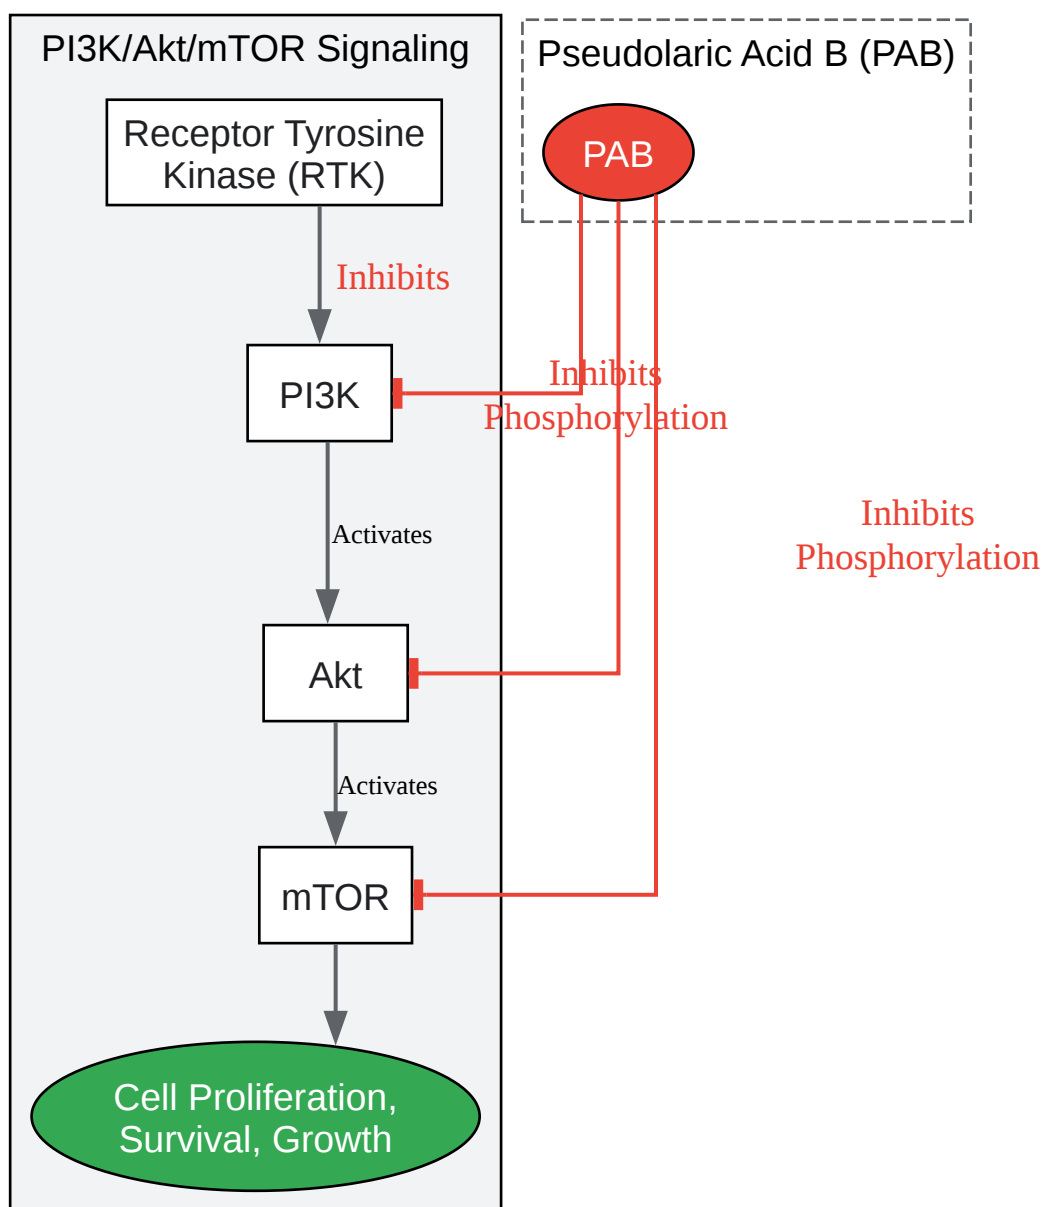 PI3K/Akt/mTOR Signaling
Pseudolaric Acid B (PAB)
Receptor Tyrosine
Kinase (RTK)
PAB
Inhibits
PI3K
Inhibits
Phosphorylation
Inhibits
Phosphorylation
Activates
Akt
Activates
mTOR
Cell Proliferation,
Survival, Growth